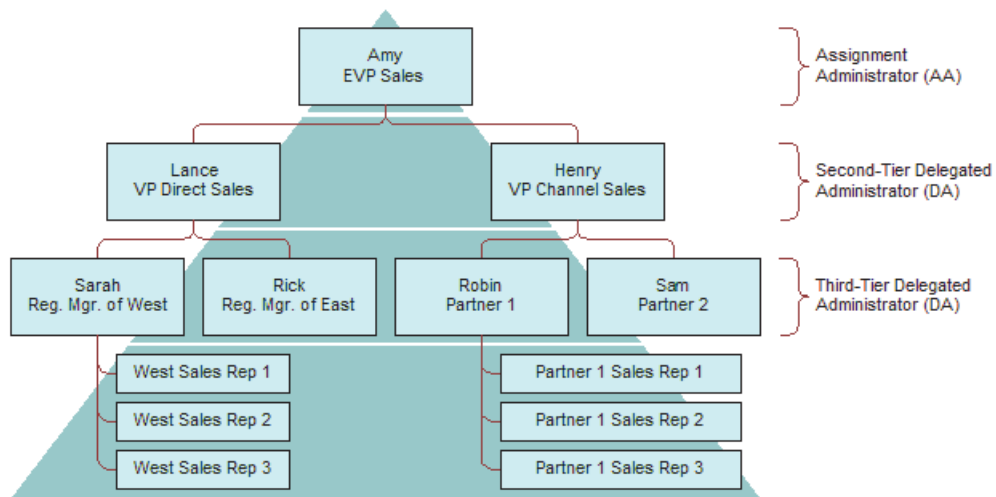 Amy
EVP Sales
Assignment
Administrator (AA)
Lance
VP Direct Sales
Henry
VP Channel Sales
Second-Tier Delegated
Administrator (DA)
Sarah
Reg. Mgr. of West
Rick
Reg. Mgr. of East
Robin
Partner 1
Sam
Partner 2
Third-Tier Delegated
Administrator (DA)
West Sales Rep 1
Partner 1 Sales Rep 1
West Sales Rep 2
Partner 1 Sales Rep 2
West Sales Rep 3
Partner 1 Sales Rep 3